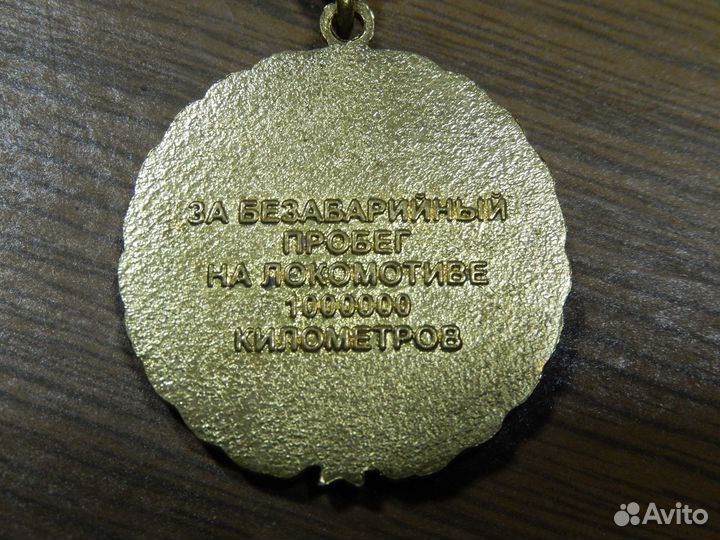 ЗА БЕЗАВАРИЙНЫЙ
ПРОБЕГ
НА ЛОКОМОТИВЕ
1000000
КИЛОМЕТРОВ
Avito